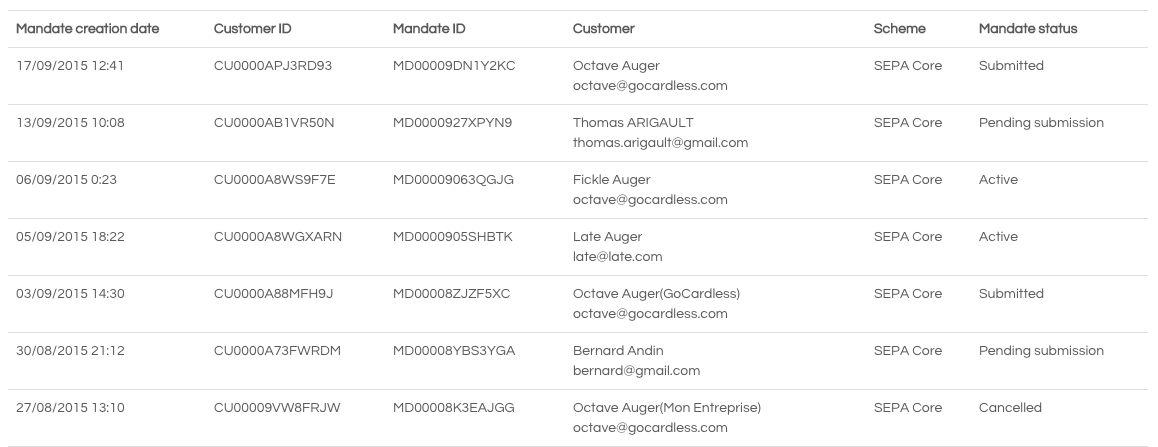 Mandate creation date Customer ID Mandate ID Customer Scheme Mandate status
17/09/2015 12:41 CU0000APJ3RD93 MD00009DN1Y2KC Octave Auger SEPA Core Submitted
octave@gocardless.com
13/09/2015 10:08 CU0000AB1VR50N MD0000927XPYN9 Thomas ARIGAULT SEPA Core Pending submission
thomas.arigault@gmail.com
06/09/2015 0:23 CU0000A8WS9F7E MD00009063QGJG Fickle Auger SEPA Core Active
octave@gocardless.com
05/09/2015 18:22 CU0000A8WGXARN MD0000905SHBTK Late Auger SEPA Core Active
late@late.com
03/09/2015 14:30 CU0000A88MFH9J MD00008ZJZF5XC Octave Auger(GoCardless) SEPA Core Submitted
octave@gocardless.com
30/08/2015 21:12 CU0000A73FWRDM MD00008YBS3YGA Bernard Andin SEPA Core Pending submission
bernard@gmail.com
27/08/2015 13:10 CU00009VW8FRJW MD00008K3EAJGG Octave Auger(Mon Entreprise) SEPA Core Cancelled
octave@gocardless.com